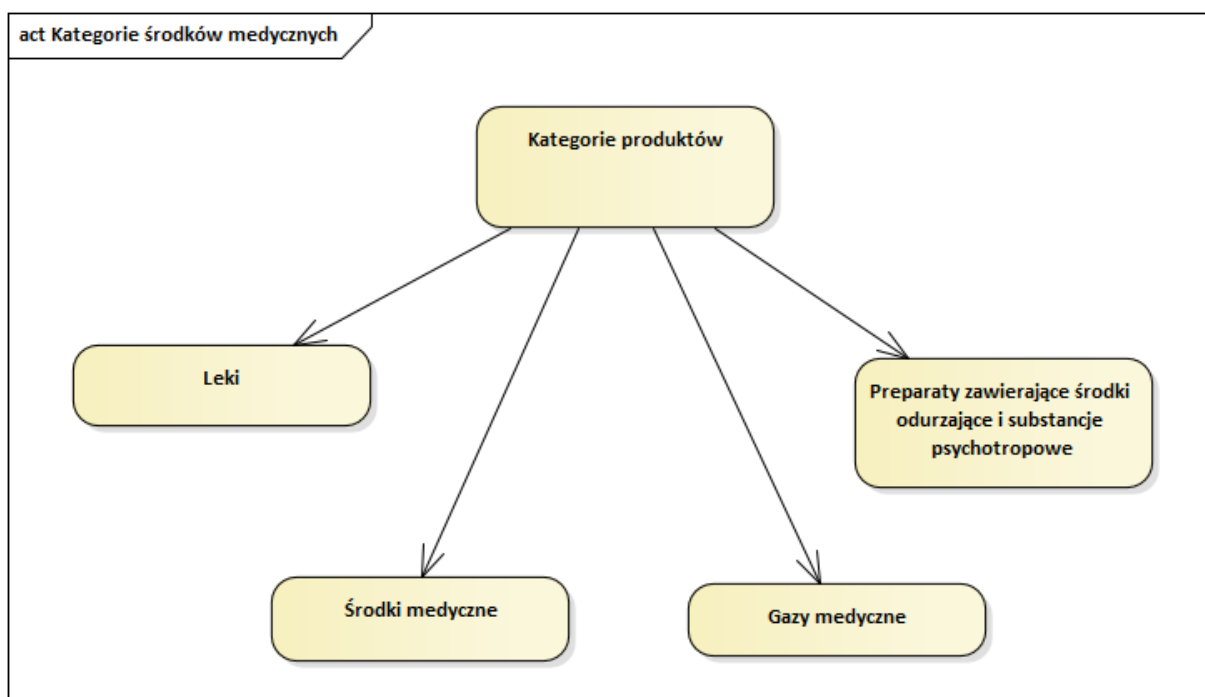 act Kategorie środków medycznych
Kategorie produktów
Leki
Preparaty zawierające środki
odurzające i substancje
psychotropowe
Środki medyczne
Gazy medyczne